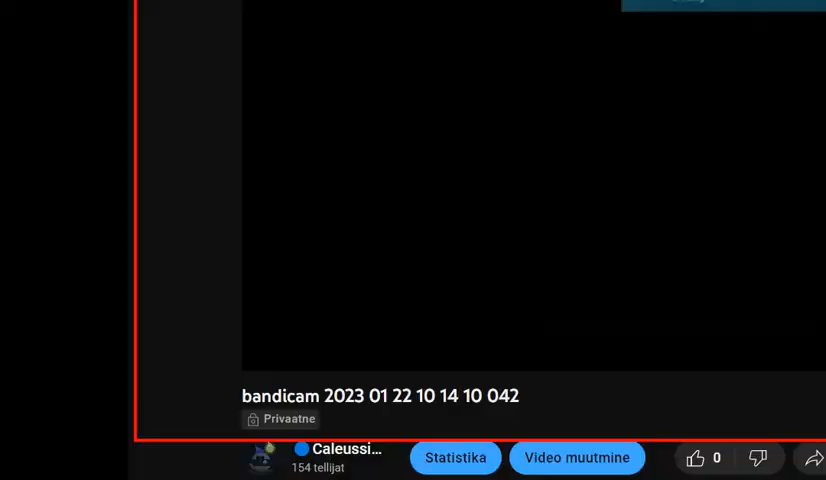 bandicam 2023 01 22 10 14 10 042
Privaatne
Caleussi...
154 tellijat
Statistika
Video muutmine
0